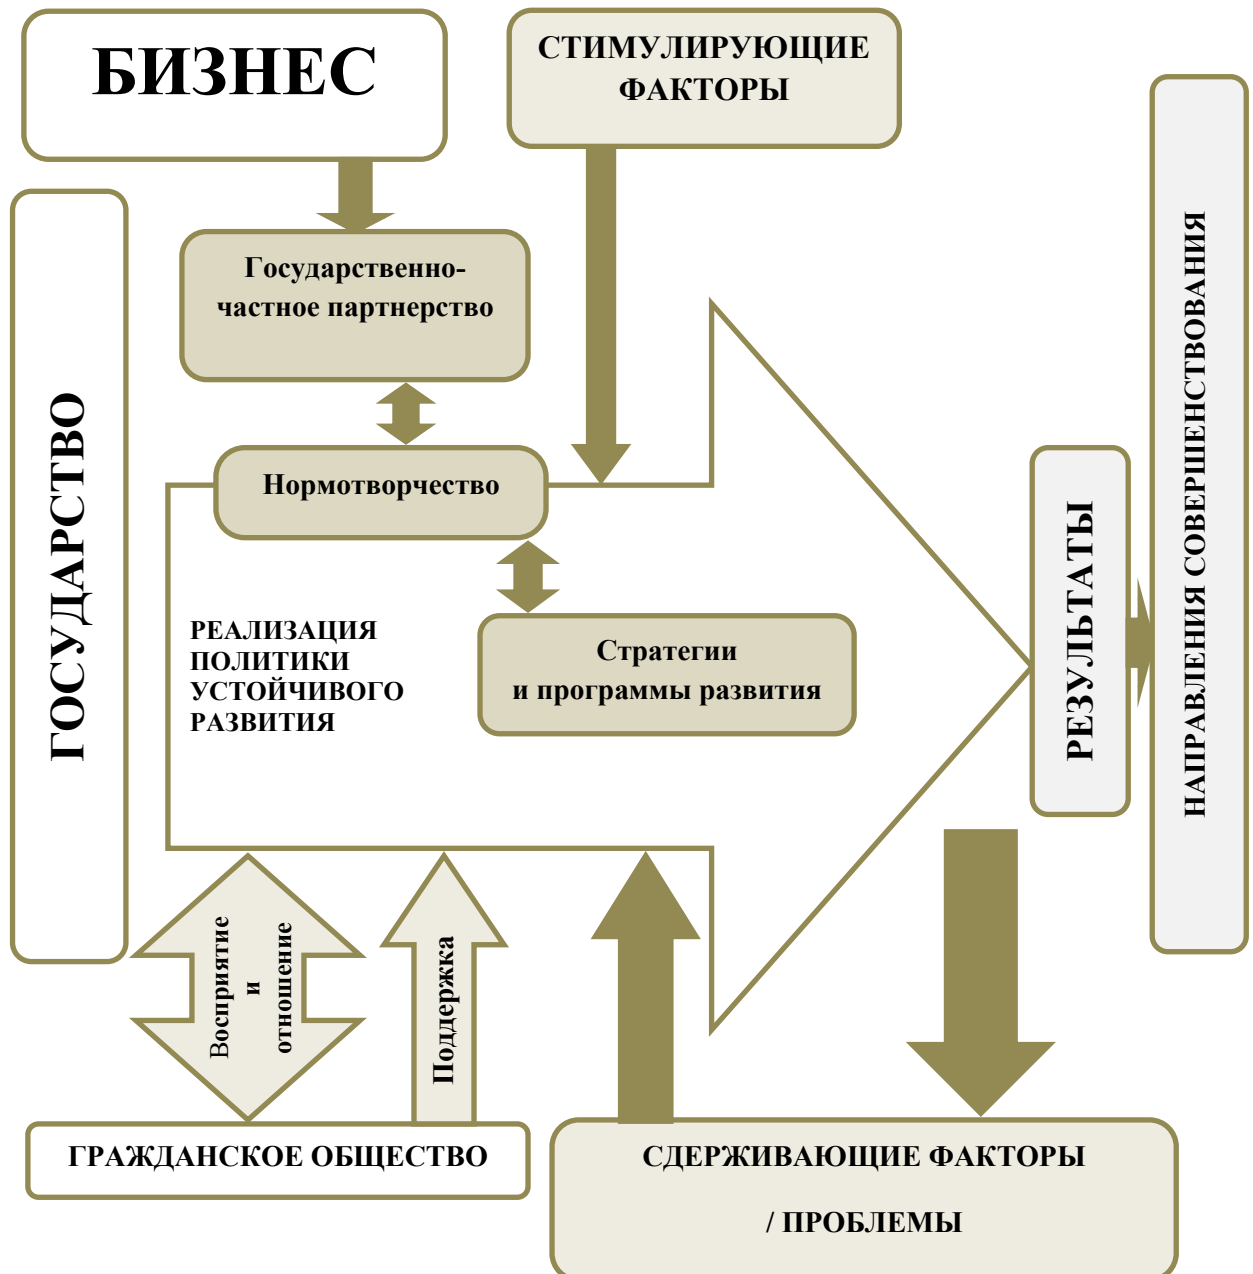 БИЗНЕС
СТИМУЛИРУЮЩИЕ
ФАКТОРЫ
Государственно-
частное партнерство
ГОСУДАРСТВО
Нормотворчество
РЕАЛИЗАЦИЯ
ПОЛИТИКИ
УСТОЙЧИВОГО
РАЗВИТИЯ
Стратегии
и программы развития
РЕЗУЛЬТАТЫ
НАПРАВЛЕНИЯ СОВЕРШЕНСТВОВАНИЯ
Восприятие
и
отношение
Поддержка
ГРАЖДАНСКОЕ ОБЩЕСТВО
СДЕРЖИВАЮЩИЕ ФАКТОРЫ
/ ПРОБЛЕМЫ